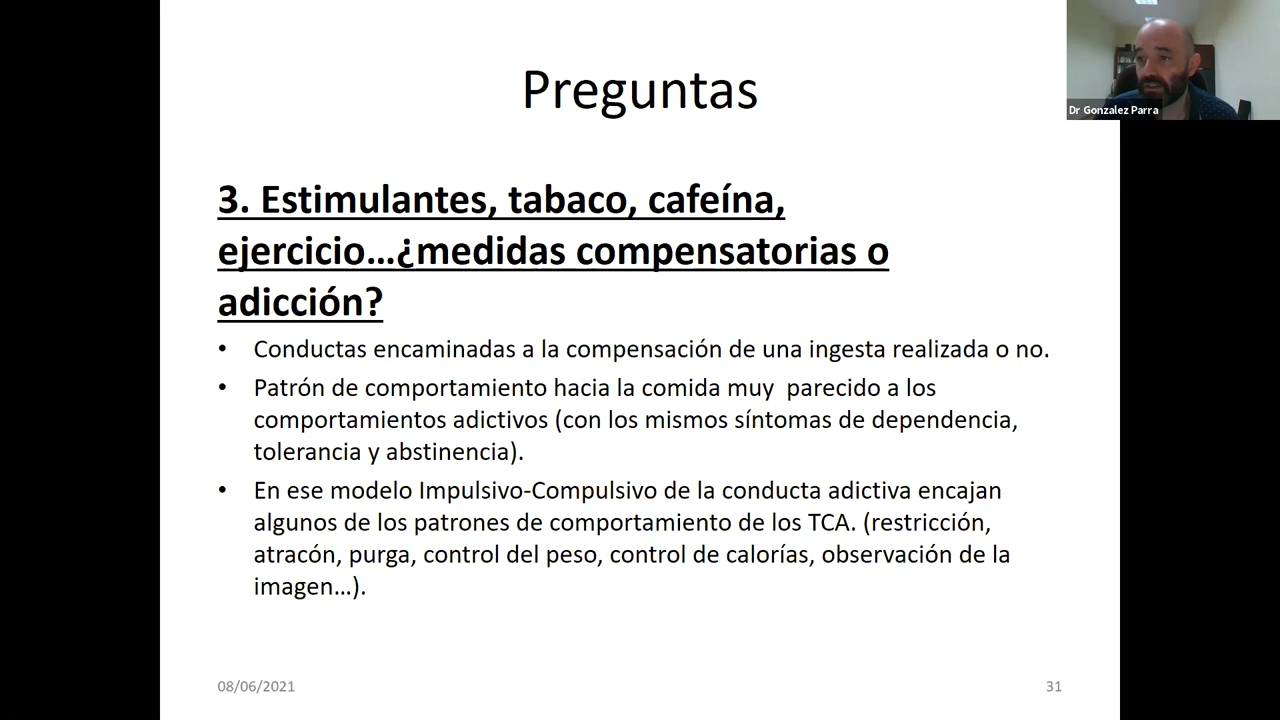 Preguntas
Dr Gonzalez Parra
3. Estimulantes, tabaco, cafeína,
ejercicio...¿medidas compensatorias o
adicción?
• Conductas encaminadas a la compensación de una ingesta realizada o no.
• Patrón de comportamiento hacia la comida muy  parecido a los
comportamientos adictivos (con los mismos síntomas de dependencia,
tolerancia y abstinencia).
• En ese modelo Impulsivo-Compulsivo de la conducta adictiva encajan
algunos de los patrones de comportamiento de los TCA. (restricción,
atracón, purga, control del peso, control de calorías, observación de la
imagen...).
08/06/2021
31